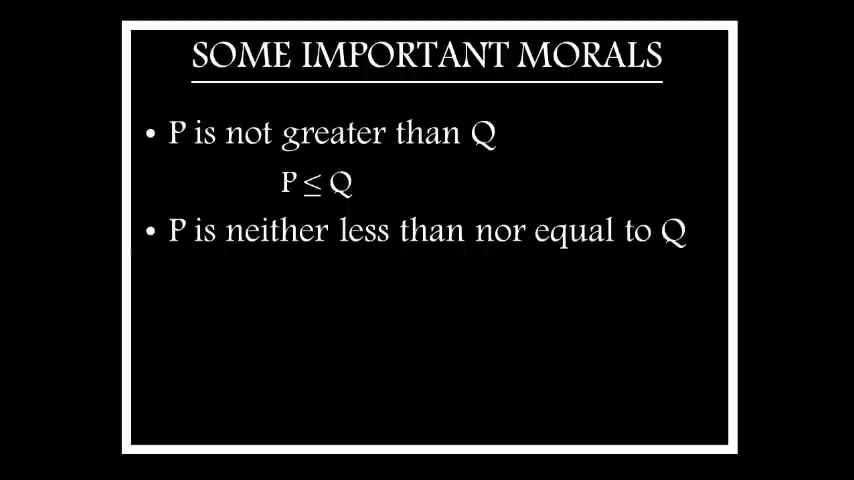 SOME IMPORTANT MORALS
• P is not greater than Q
P ≤ Q
• P is neither less than nor equal to Q